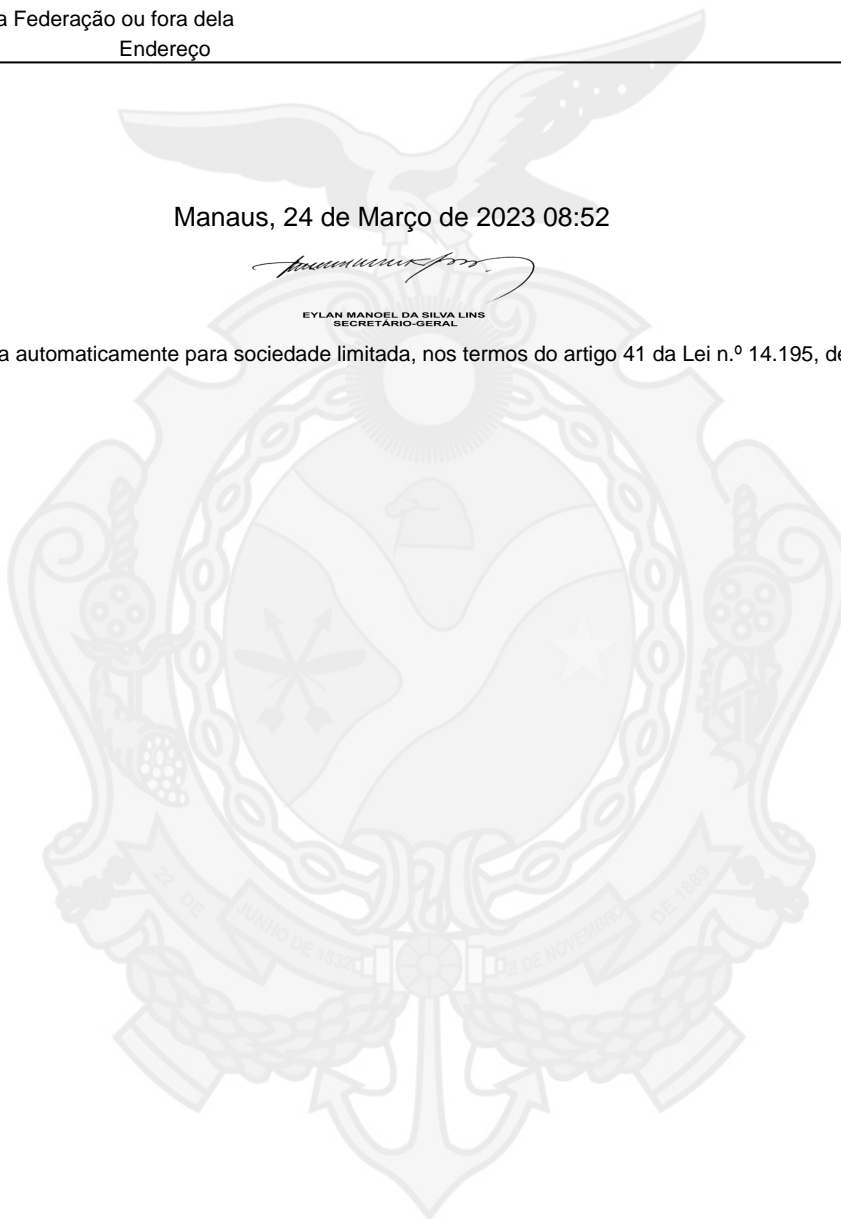 a Federação ou fora dela
Endereço
Manaus, 24 de Março de 2023 08:52
EYLAN MANOEL DA SILVA LINS
SECRETÁRIO-GERAL
a automaticamente para sociedade limitada, nos termos do artigo 41 da Lei n.º 14.195, de
22 DE JUNHO DE 1832
DE NOVEMBRO DE 1889